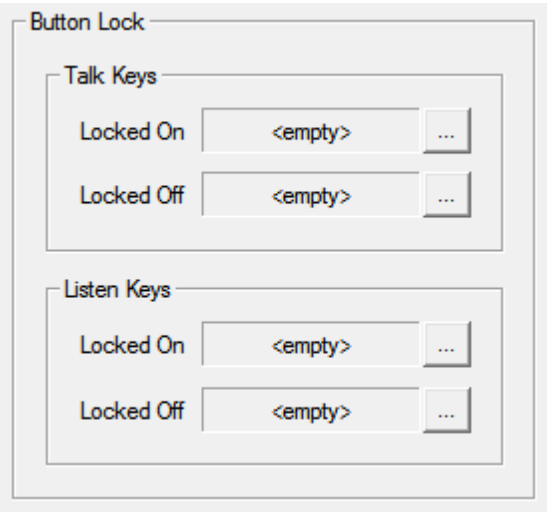 Button Lock
Talk Keys
Locked On <empty> ...
Locked Off <empty> ...
Listen Keys
Locked On <empty> ...
Locked Off <empty> ...